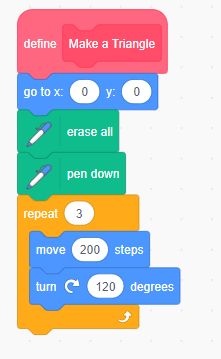 define Make a Triangle
go to x: 0 y: 0
erase all
pen down
repeat 3
move 200 steps
turn 120 degrees